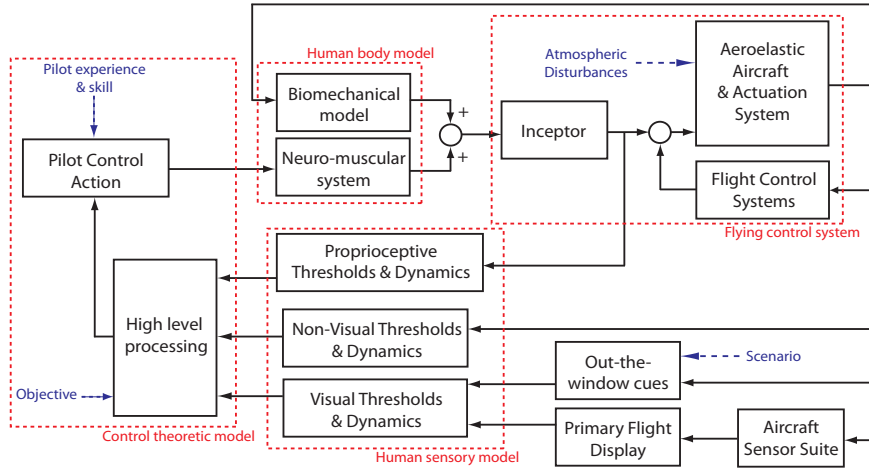 Human body model
Pilot experience
& skill
Biomechanical
model
+
+
Atmospheric
Disturbances
Aeroelastic
Aircraft
& Actuation
System
Inceptor
Pilot Control
Action
Neuro-muscular
system
Flight Control
Systems
Flying control system
Proprioceptive
Thresholds & Dynamics
High level
processing
Non-Visual Thresholds
& Dynamics
Out-the-
window cues
Scenario
Objective
Visual Thresholds
& Dynamics
Primary Flight
Display
Aircraft
Sensor Suite
Control theoretic model
Human sensory model